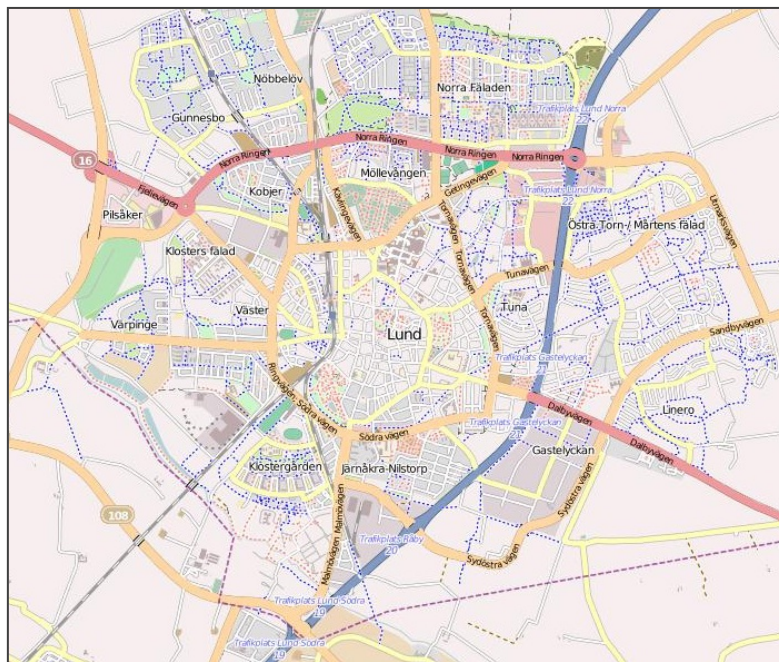 Nöbbelöv
Norra Fäladen
Gunnesbo
Trafikplats Lund Norra
22
16
Norra Ringen
Norra Ringen
Norra Ringen
Norra Ringen
Fjelievägen
Kobjer
Möllevången
Getingevägen
Trafikplats Lund Norra
22
Kävlingevägen
Tornavägen
Utmarksvägen
Pilsåker
Klosters fälad
Östra Torn-/ Mårtens fälad
Tornavägen
Tunavägen
Värpinge
Väster
Tuna
Tornavägen
Lund
Sandbyvägen
Trafikplats Gastelyckan
21
Ringvägen
Södra vägen
Dalbyvägen
Linero
Trafikplats Gastelyckan
21
Södra vägen
Dalbyvägen
Gastelyckan
Klostergården
Järnåkra-Nilstorp
Sydöstra vägen
108
Malmövägen
Trafikplats Råby
20
Sydöstra vägen
Malmövägen
Trafikplats Lund Södra
19
Trafikplats Lund Södra
19